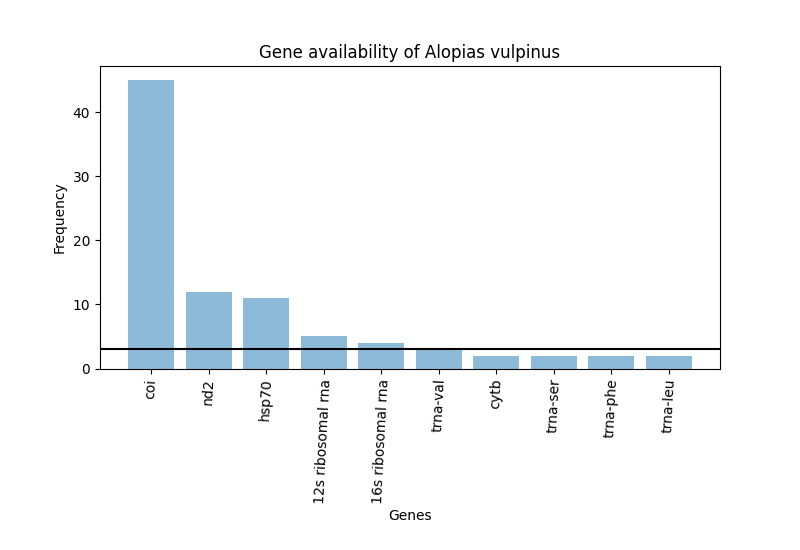 Gene availability of Alopias vulpinus
Frequency
40
30
20
10
0
coi
nd2
hsp70
12s ribosomal rna
16s ribosomal rna
trna-val
cytb
trna-ser
trna-phe
trna-leu
Genes